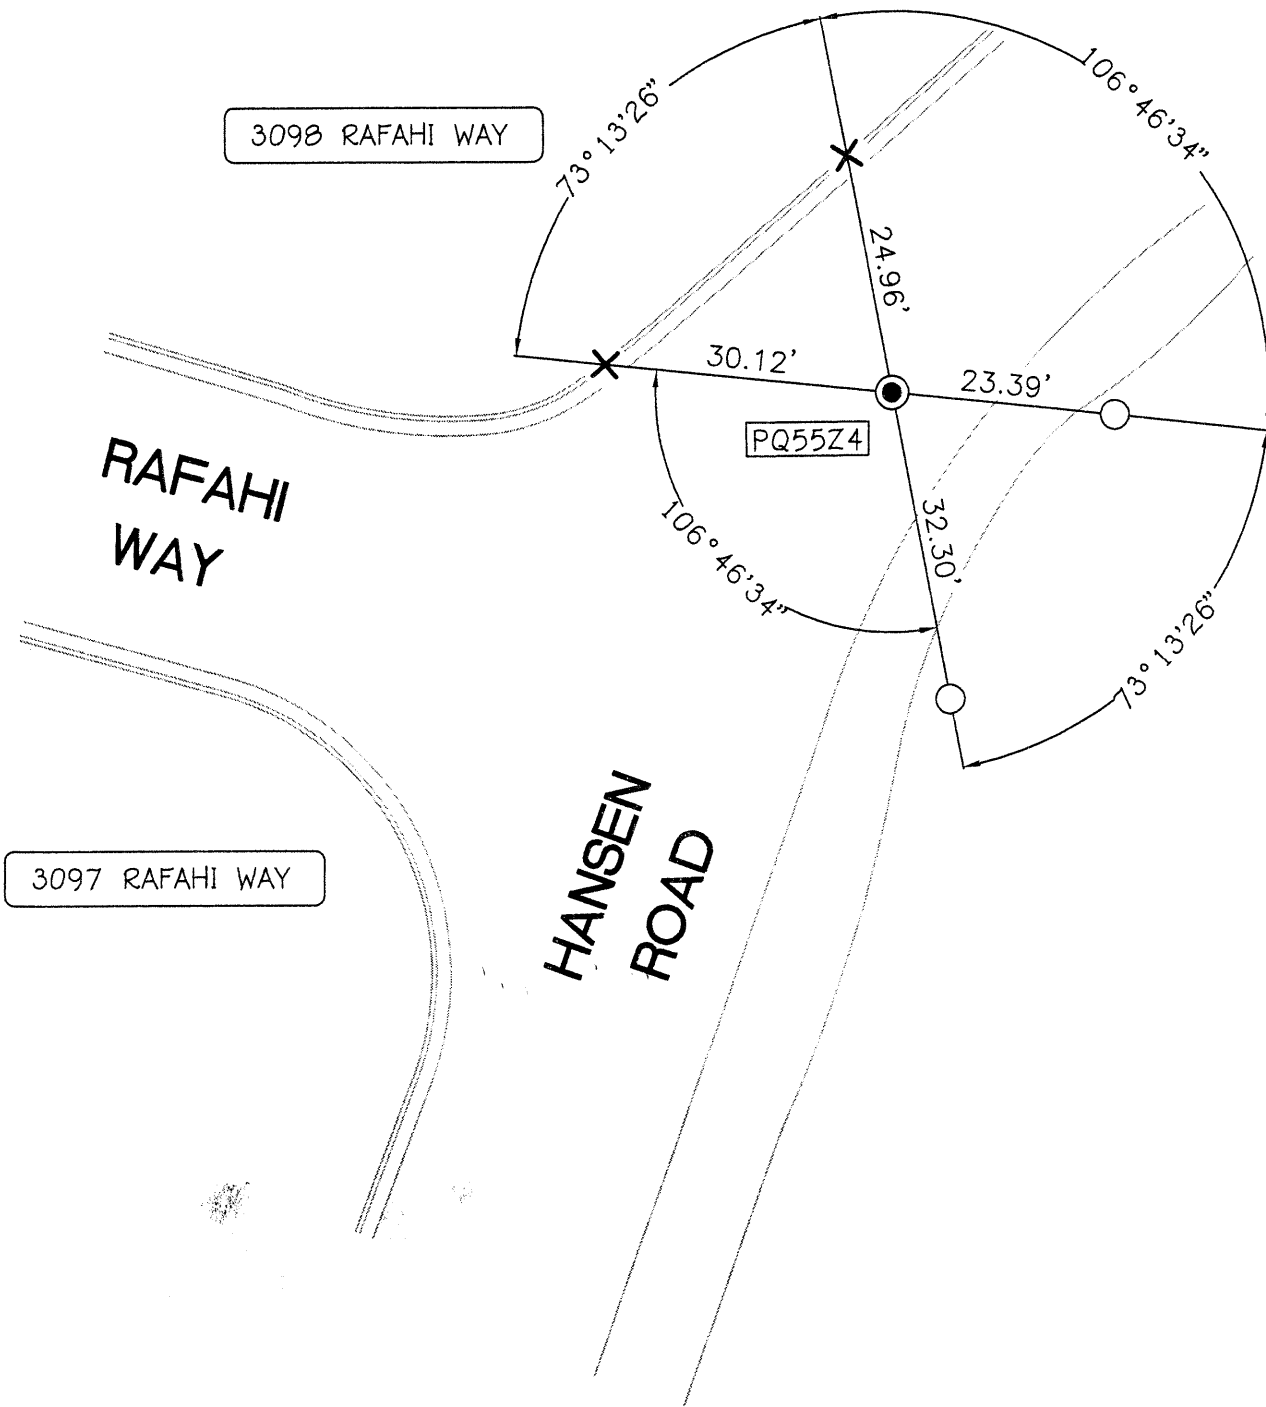 106°46'34"
73°13'26"
3098 RAFAHI WAY
24.96'
30.12'
23.39'
PQ55Z4
RAFAHI
WAY
106°46'34"
32.30'
73°13'26"
HANSEN
ROAD
3097 RAFAHI WAY